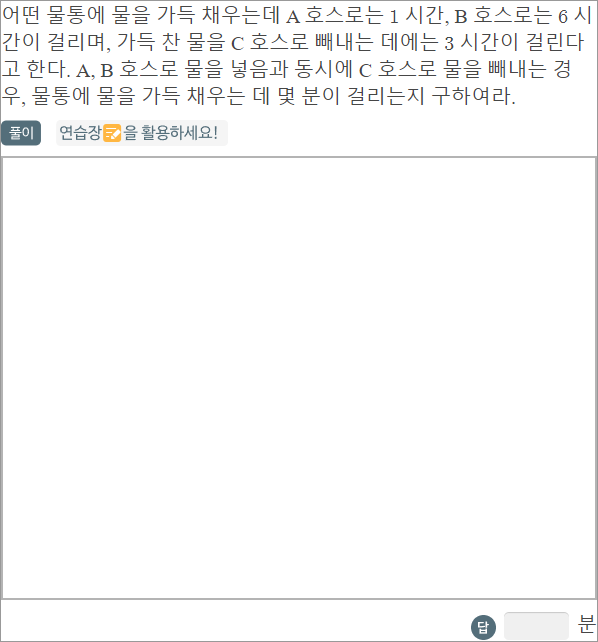 어떤 물통에 물을 가득 채우는데 A 호스로는 1 시간, B 호스로는 6 시
간이 걸리며, 가득 찬 물을 C 호스로 빼내는 데에는 3 시간이 걸린다
고 한다. A, B 호스로 물을 넣음과 동시에 C 호스로 물을 빼내는 경
우, 물통에 물을 가득 채우는 데 몇 분이 걸리는지 구하여라.
풀이 연습장을 활용하세요!
답 분